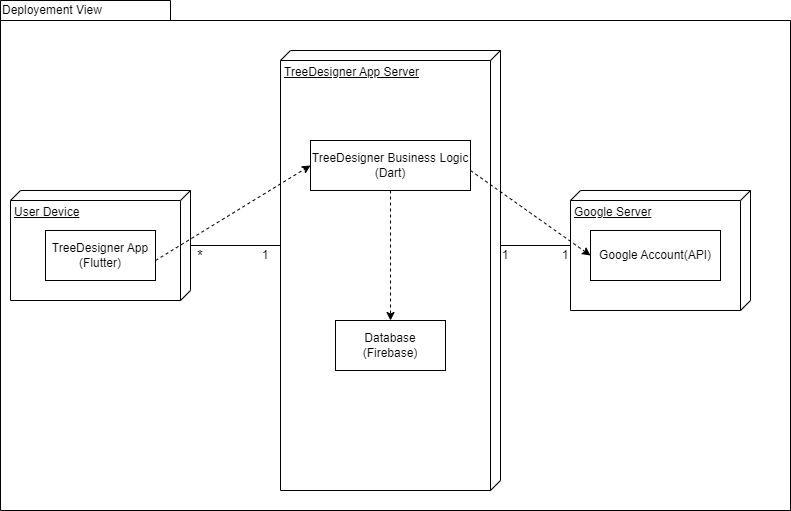 Deployement View
TreeDesigner App Server
TreeDesigner Business Logic
(Dart)
User Device
TreeDesigner App
(Flutter)
*
1
1
1
Google Server
Google Account(API)
Database
(Firebase)